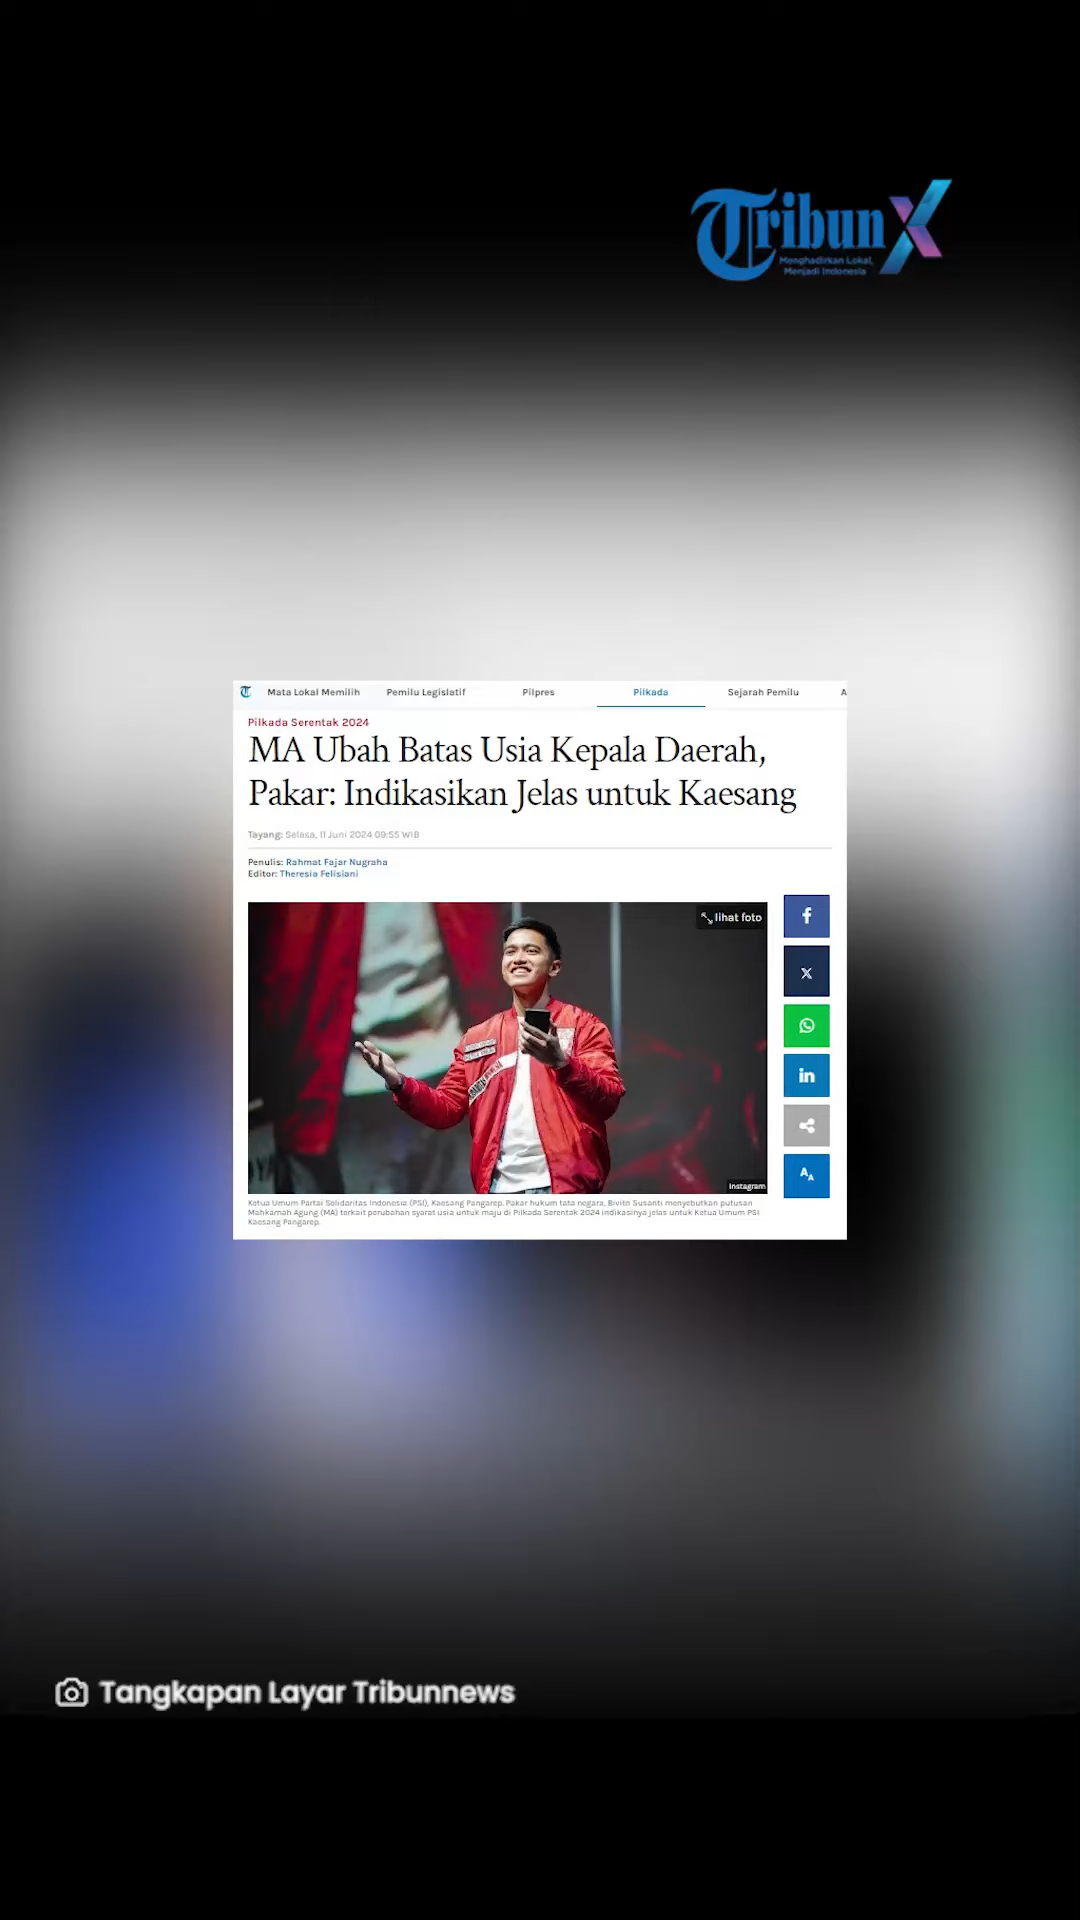 TribunX
Menghadirkan Lokal,
Menjadi Indonesia
Mata Lokal Memilih Pemilu Legislatif Pilpres Pilkada Sejarah Pemilu A
Pilkada Serentak 2024
MA Ubah Batas Usia Kepala Daerah,
Pakar: Indikasikan Jelas untuk Kaesang
Tayang: Selasa, 11 Juni 2024 09:55 WIB
Penulis: Rahmat Fajar Nugraha
Editor: Theresia Felisiani
lihat foto
Instagram
Ketua Umum Partai Solidaritas Indonesia (PSI), Kaesang Pangarep. Pakar hukum tata negara, Bivitri Susanti menyebutkan putusan
Mahkamah Agung (MA) terkait perubahan syarat usia untuk maju di Pilkada Serentak 2024 indikasinya jelas untuk Ketua Umum PSI
Kaesang Pangarep.
Tangkapan Layar Tribunnews